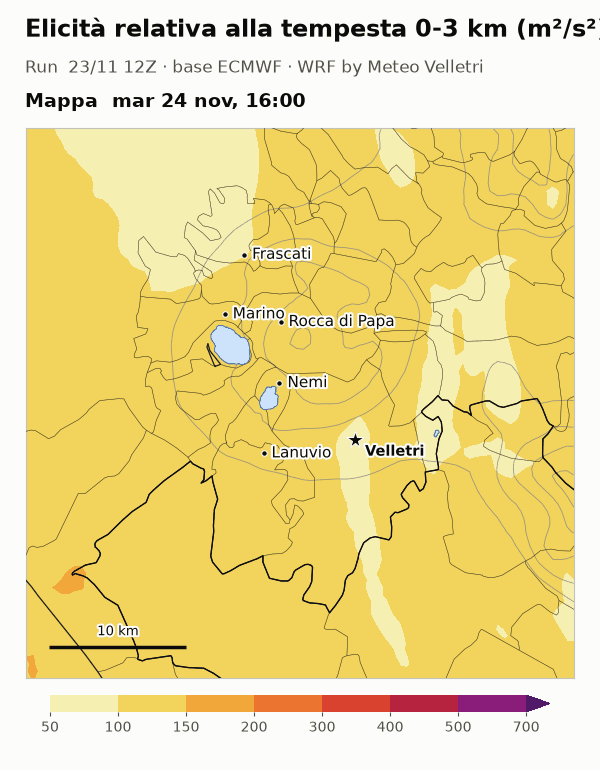 Elicità relativa alla tempesta 0-3 km (m²/s²)
Run  23/11 12Z · base ECMWF · WRF by Meteo Velletri
Mappa  mar 24 nov, 16:00
Frascati
Marino
Rocca di Papa
Nemi
Lanuvio
Velletri
10 km
50 100 150 200 300 400 500 700